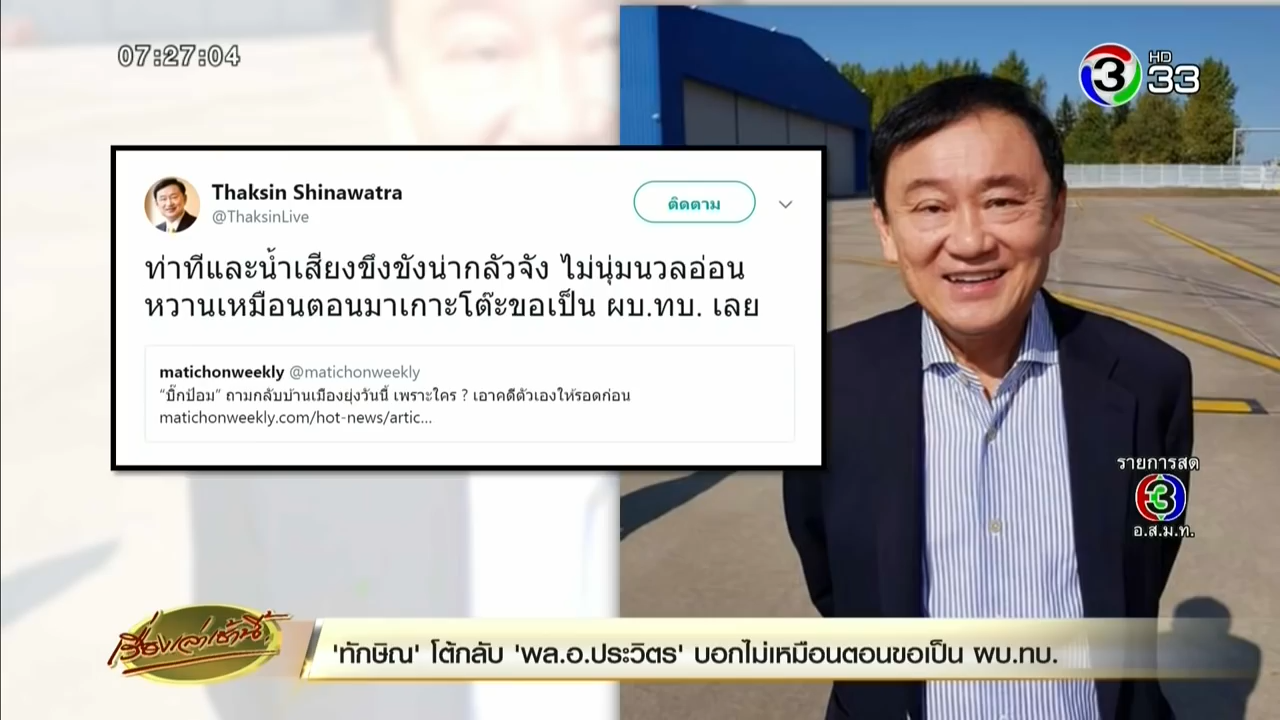 07:27:04
3 HD 33
Thaksin Shinawatra
@ThaksinLive
ติดตาม
ท่าทีและน้ำเสียงขึงขังน่ากลัวจัง ไม่นุ่มนวลอ่อน
หวานเหมือนตอนมาเกาะโต๊ะขอเป็น ผบ.ทบ. เลย
matichonweekly @matichonweekly
“บิ๊กป้อม” ถามกลับบ้านเมืองยุ่งวันนี้ เพราะใคร ? เอาคดีตัวเองให้รอดก่อน
matichonweekly.com/hot-news/artic...
รายการสด
3
อ.ส.ม.ท.
เรื่องเล่าเช้านี้
'ทักษิณ' โต้กลับ 'พล.อ.ประวิตร' บอกไม่เหมือนตอนขอเป็น ผบ.ทบ.